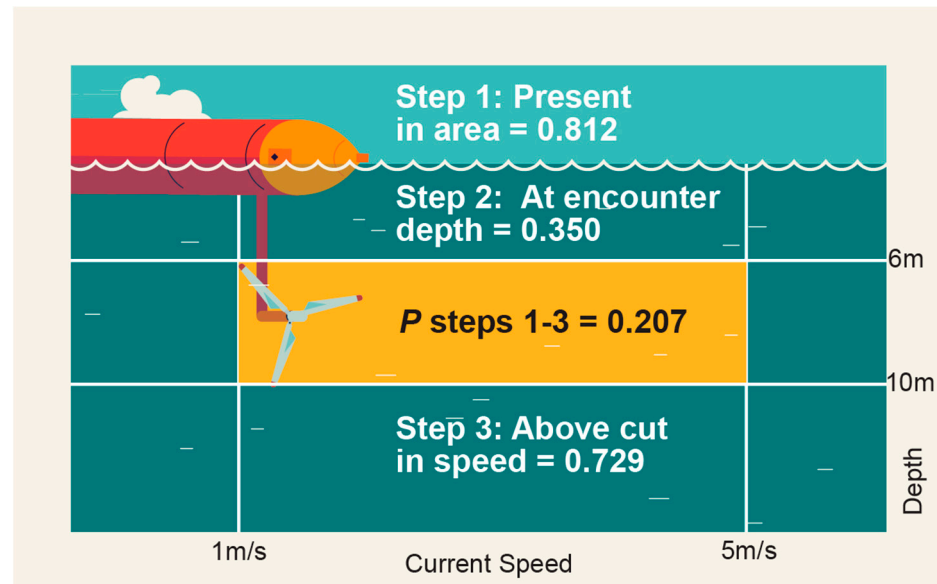 Step 1: Present
in area = 0.812
Step 2:  At encounter
depth = 0.350
6m
P steps 1-3 = 0.207
10m
Step 3: Above cut
in speed = 0.729
Depth
1m/s
5m/s
Current Speed